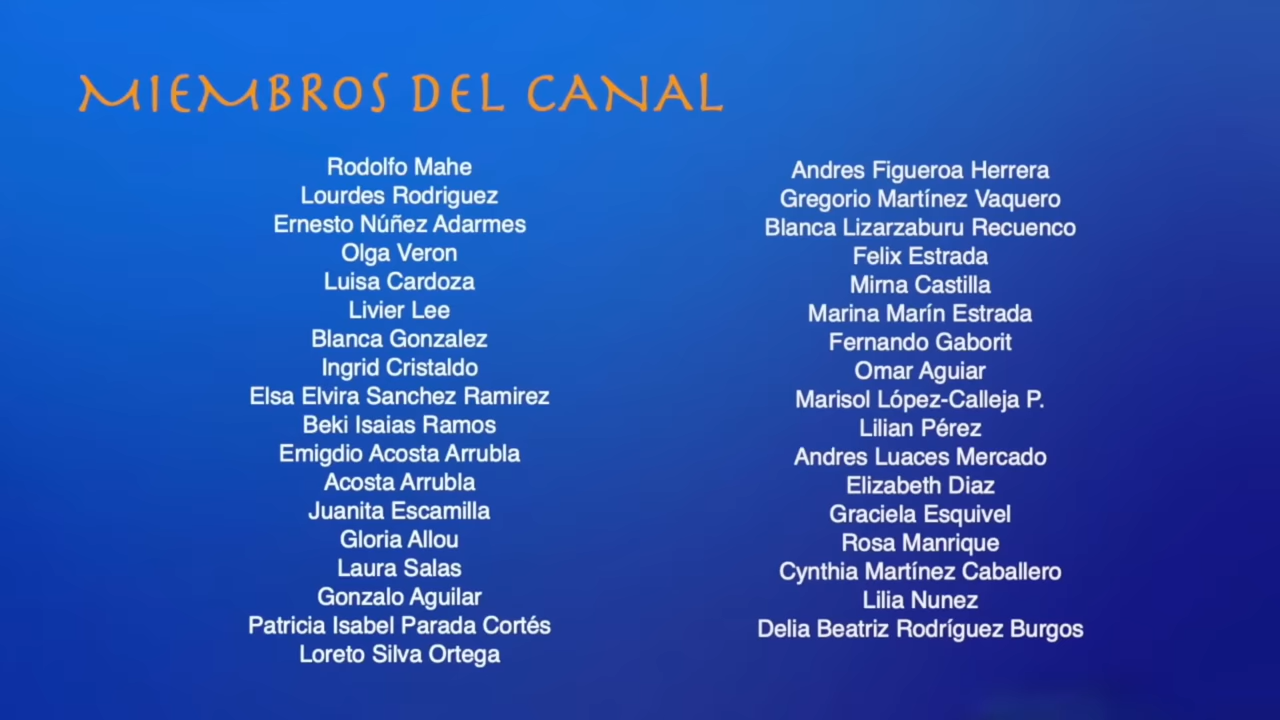 MIEMBROS DEL CANAL
Rodolfo Mahe
Lourdes Rodriguez
Ernesto Núñez Adarmes
Olga Veron
Luisa Cardoza
Livier Lee
Blanca Gonzalez
Ingrid Cristaldo
Elsa Elvira Sanchez Ramirez
Beki Isaias Ramos
Emigdio Acosta Arrubla
Acosta Arrubla
Juanita Escamilla
Gloria Allou
Laura Salas
Gonzalo Aguilar
Patricia Isabel Parada Cortés
Loreto Silva Ortega
Andres Figueroa Herrera
Gregorio Martínez Vaquero
Blanca Lizarzaburu Recuenco
Felix Estrada
Mirna Castilla
Marina Marín Estrada
Fernando Gaborit
Omar Aguiar
Marisol López-Calleja P.
Lilian Pérez
Andres Luaces Mercado
Elizabeth Diaz
Graciela Esquivel
Rosa Manrique
Cynthia Martínez Caballero
Lilia Nunez
Delia Beatriz Rodríguez Burgos